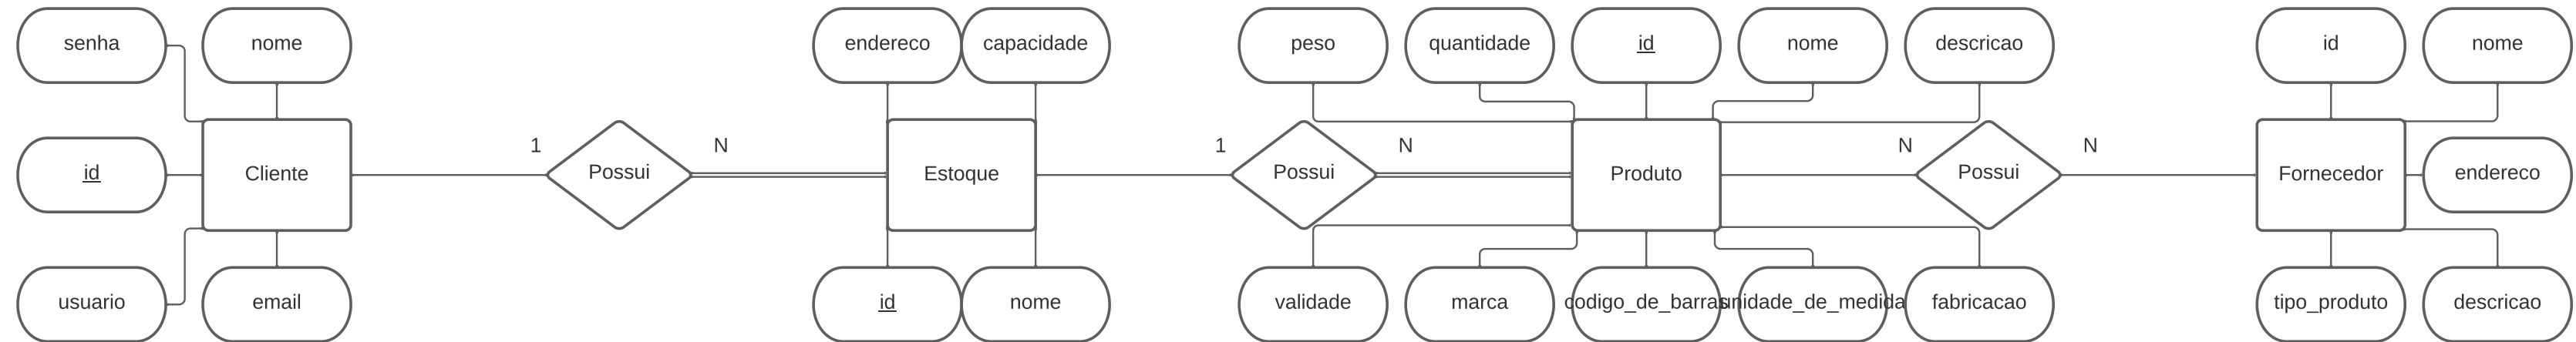 senha
nome
endereco
capacidade
peso
quantidade
id
nome
descricao
id
nome
1
N
1
N
N
N
id
Cliente
Possui
Estoque
Possui
Produto
Possui
Fornecedor
endereco
usuario
email
id
nome
validade
marca
codigo_de_barras
unidade_de_medida
fabricacao
tipo_produto
descricao